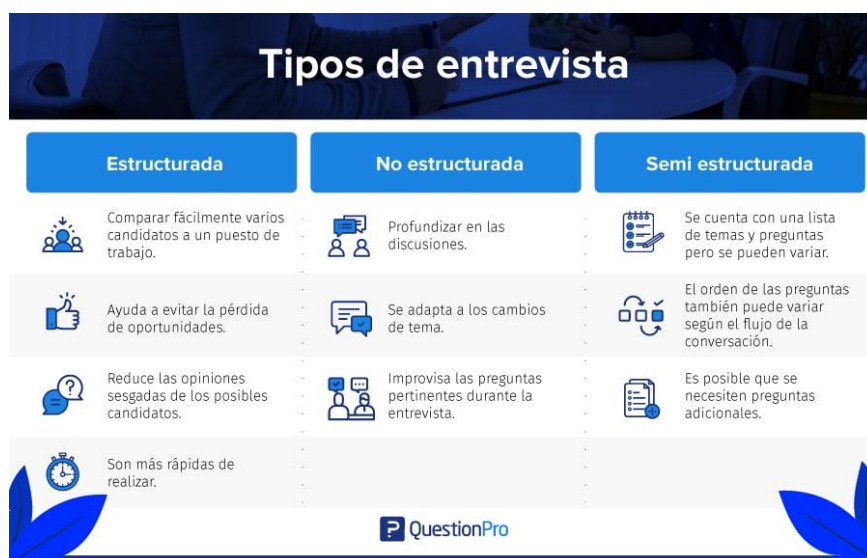 Tipos de entrevista
Estructurada
Comparar fácilmente varios
candidatos a un puesto de
trabajo.
Ayuda a evitar la pérdida
de oportunidades.
Reduce las opiniones
sesgadas de los posibles
candidatos.
Son más rápidas de
realizar.
No estructurada
Profundizar en las
discusiones.
Se adapta a los cambios
de tema.
Improvisa las preguntas
pertinentes durante la
entrevista.
Semi estructurada
Se cuenta con una lista
de temas y preguntas
pero se pueden variar.
El orden de las preguntas
también puede variar
según el flujo de la
conversación.
Es posible que se
necesiten preguntas
adicionales.
QuestionPro